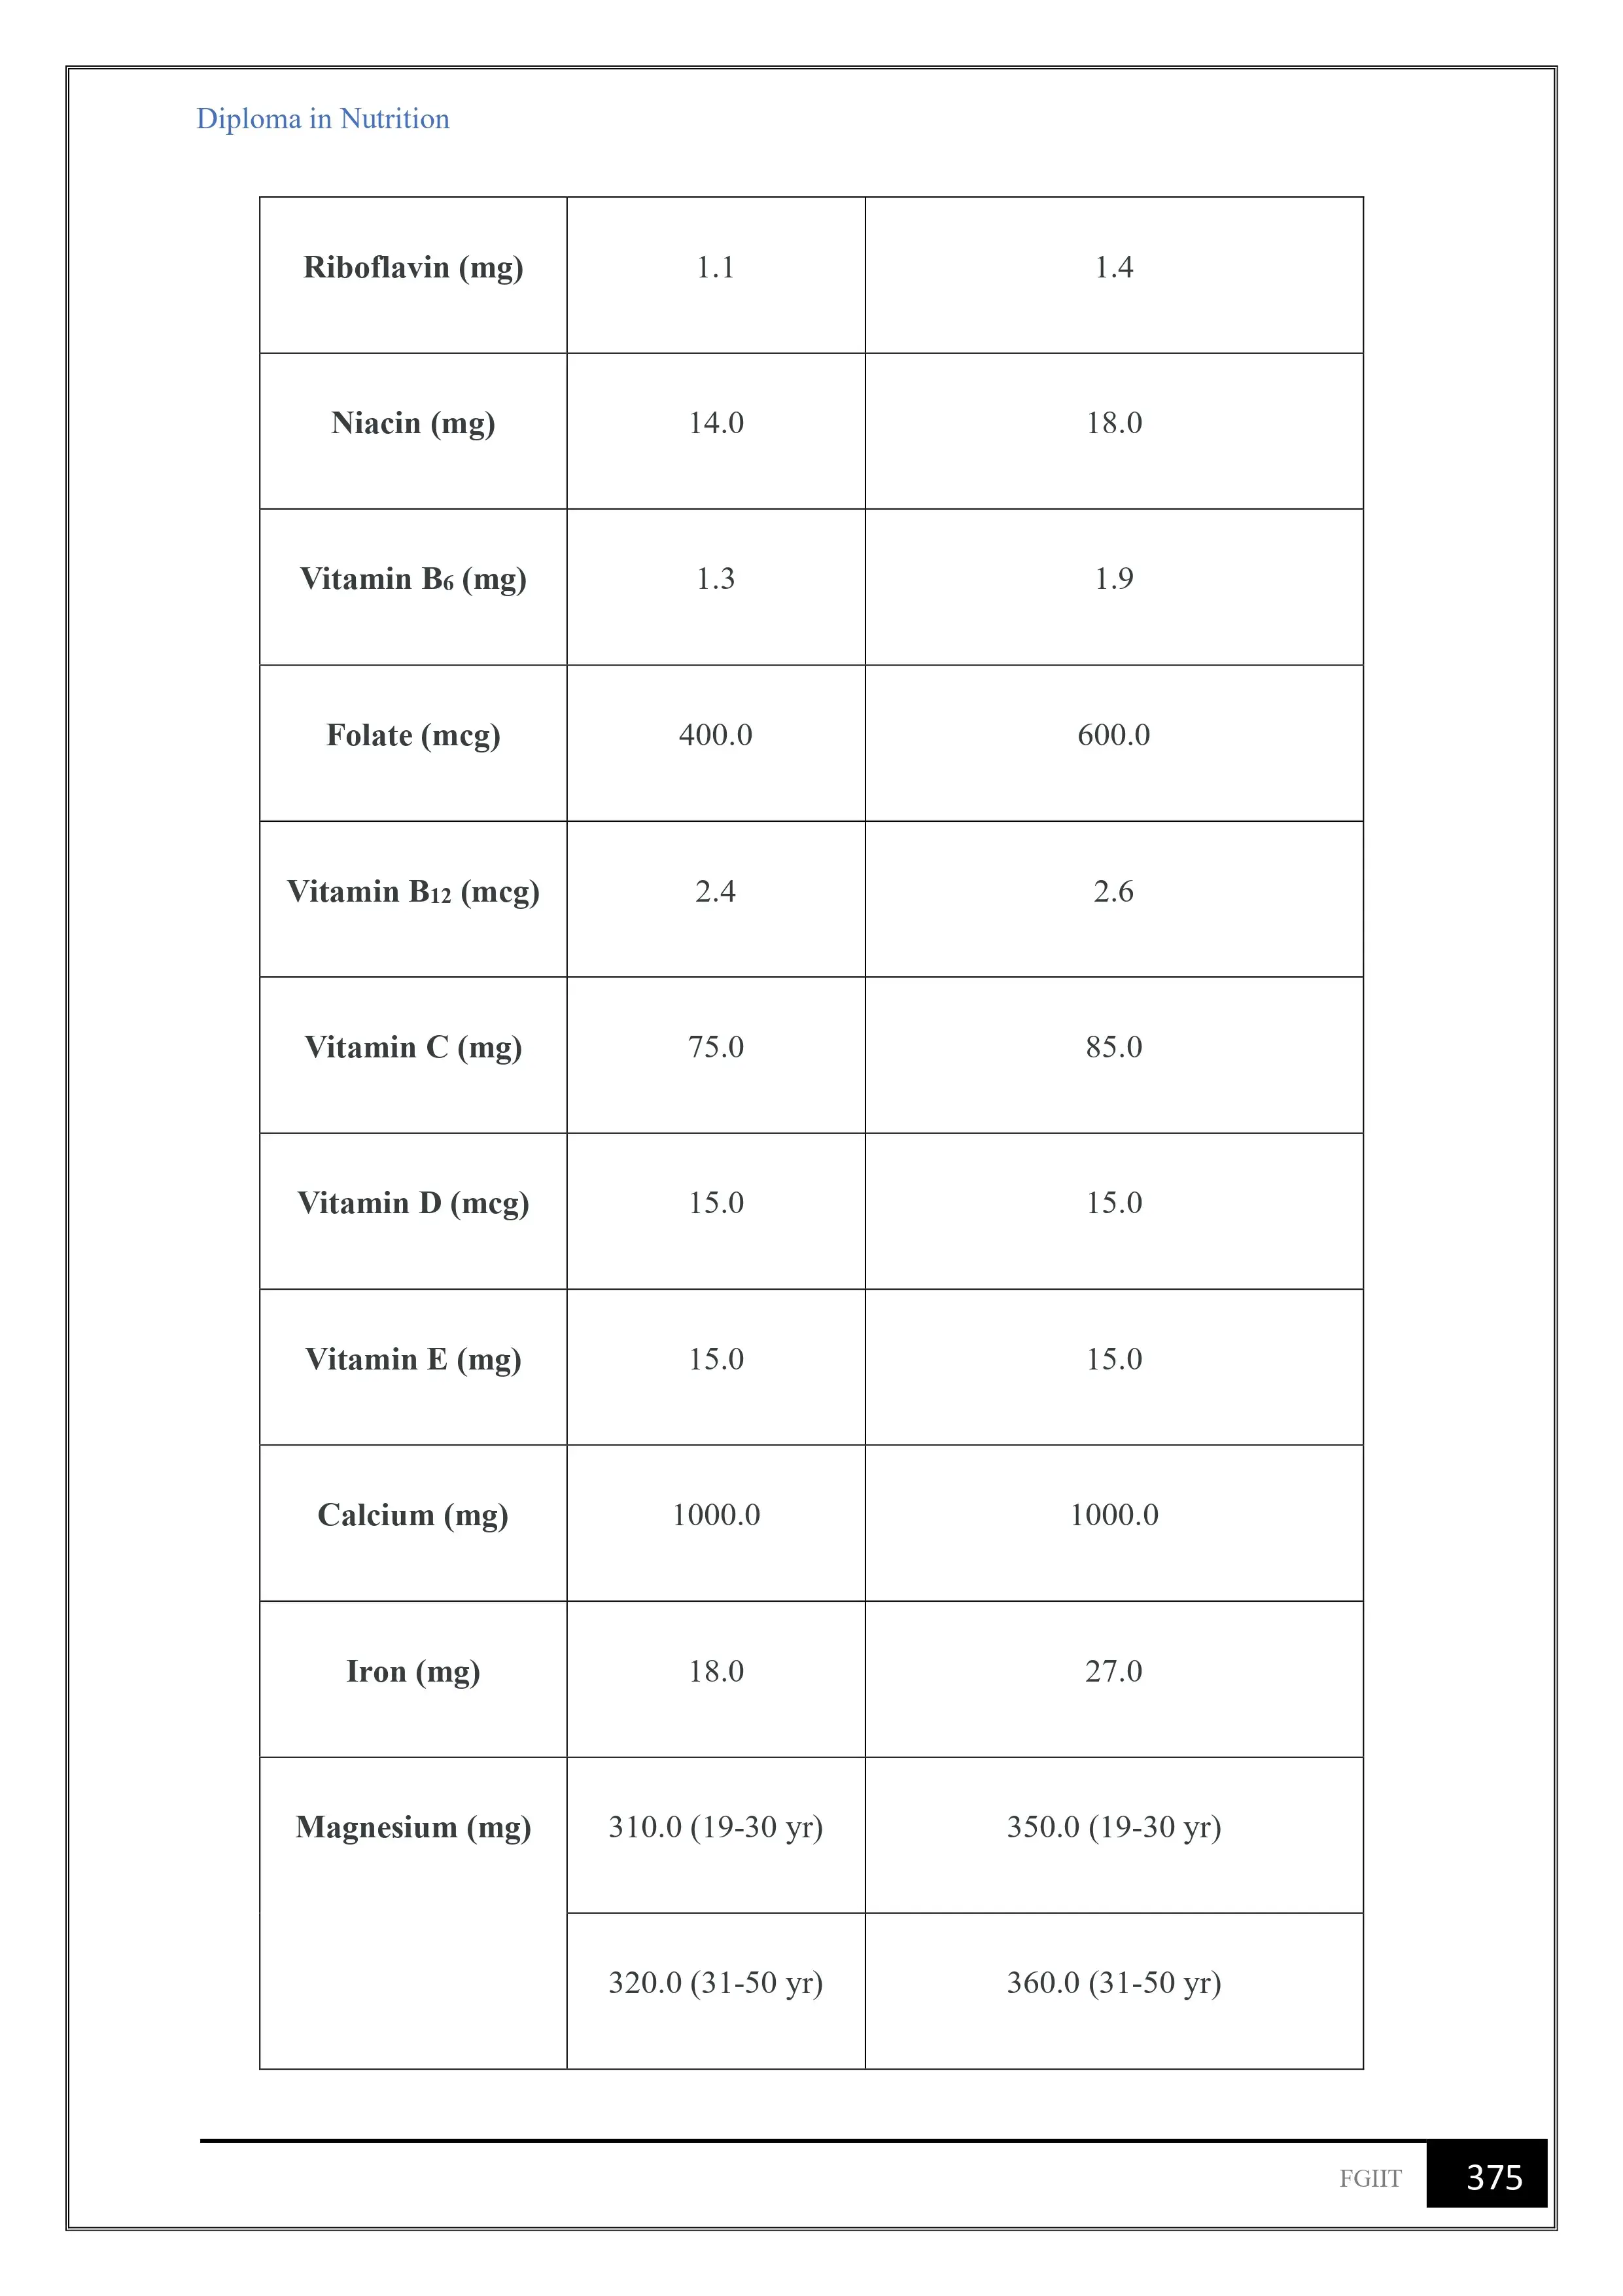 Diploma in Nutrition
Riboflavin (mg) 1.1 1.4
Niacin (mg) 14.0 18.0
Vitamin B6 (mg) 1.3 1.9
Folate (mcg) 400.0 600.0
Vitamin B12 (mcg) 2.4 2.6
Vitamin C (mg) 75.0 85.0
Vitamin D (mcg) 15.0 15.0
Vitamin E (mg) 15.0 15.0
Calcium (mg) 1000.0 1000.0
Iron (mg) 18.0 27.0
Magnesium (mg) 310.0 (19-30 yr) 350.0 (19-30 yr)
320.0 (31-50 yr) 360.0 (31-50 yr)
FGIIT 375